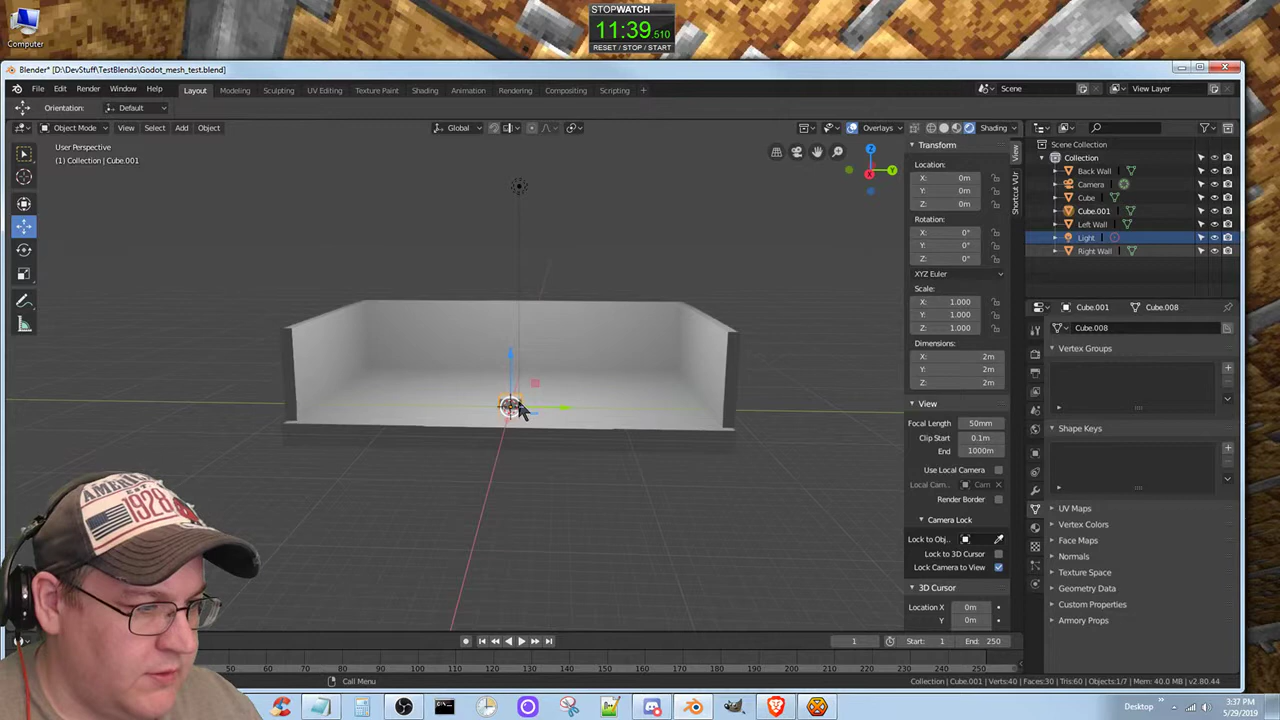 STOPWATCH
11:39.510
RESET / STOP / START
Computer
Blender* [D:\DevStuff\TestBlends\Godot_mesh_test.blend]
File Edit Render Window Help
Layout Modeling Sculpting UV Editing Texture Paint Shading Animation Rendering Compositing Scripting +
Scene
View Layer
Orientation: Default
Object Mode View Select Add Object
Global
Overlays
Shading
User Perspective
(1) Collection | Cube.001
Z
Y
X
View
Shortcut VUr
Transform
Location:
X: 0m
Y: 0m
Z: 0m
Rotation:
X: 0°
Y: 0°
Z: 0°
XYZ Euler
Scale:
X: 1.000
Y: 1.000
Z: 1.000
Dimensions:
X: 2m
Y: 2m
Z: 2m
View
Focal Length 50mm
Clip Start 0.1m
End 1000m
Use Local Camera
Local Cam.. Cam
Render Border
Camera Lock
Lock to Obj..
Lock to 3D Cursor
Lock Camera to View
3D Cursor
Location X 0m
Y 0m
Scene Collection
Collection
Back Wall
Camera
Cube
Cube.001
Left Wall
Light
Right Wall
Cube.001 Cube.008
Cube.008
Vertex Groups
Shape Keys
UV Maps
Vertex Colors
Face Maps
Normals
Texture Space
Geometry Data
Custom Properties
Armory Props
1 Start: 1 End: 250
50 60 70 80 90 100 110 120 130 140 150 160 170 180 190 200 210 220 230 240 250
Call Menu
Collection | Cube.001 | Verts:40 | Faces:30 | Tris:60 | Objects:1/7 | Mem: 40.0 MB | v2.80.44
AMERICA
EST 1928
Desktop
3:37 PM
5/29/2019